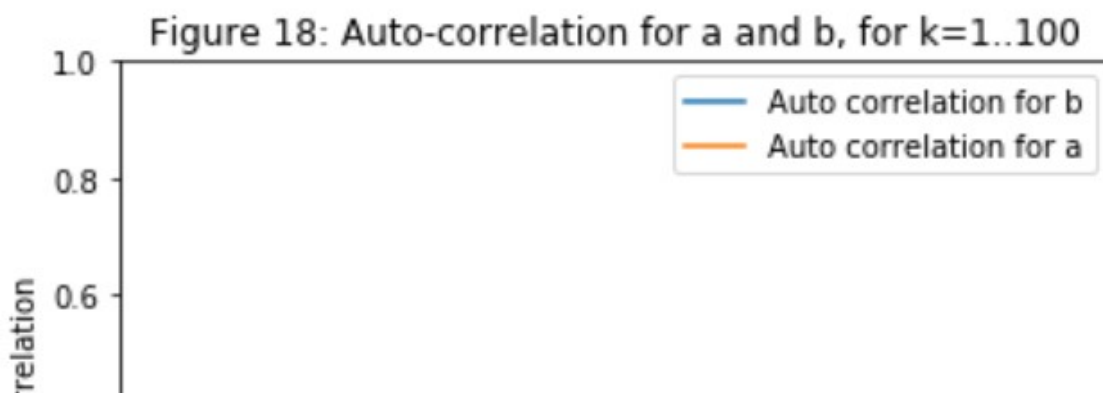 Figure 18: Auto-correlation for a and b, for k=1..100
1.0
Auto correlation for b
Auto correlation for a
0.8
0.6